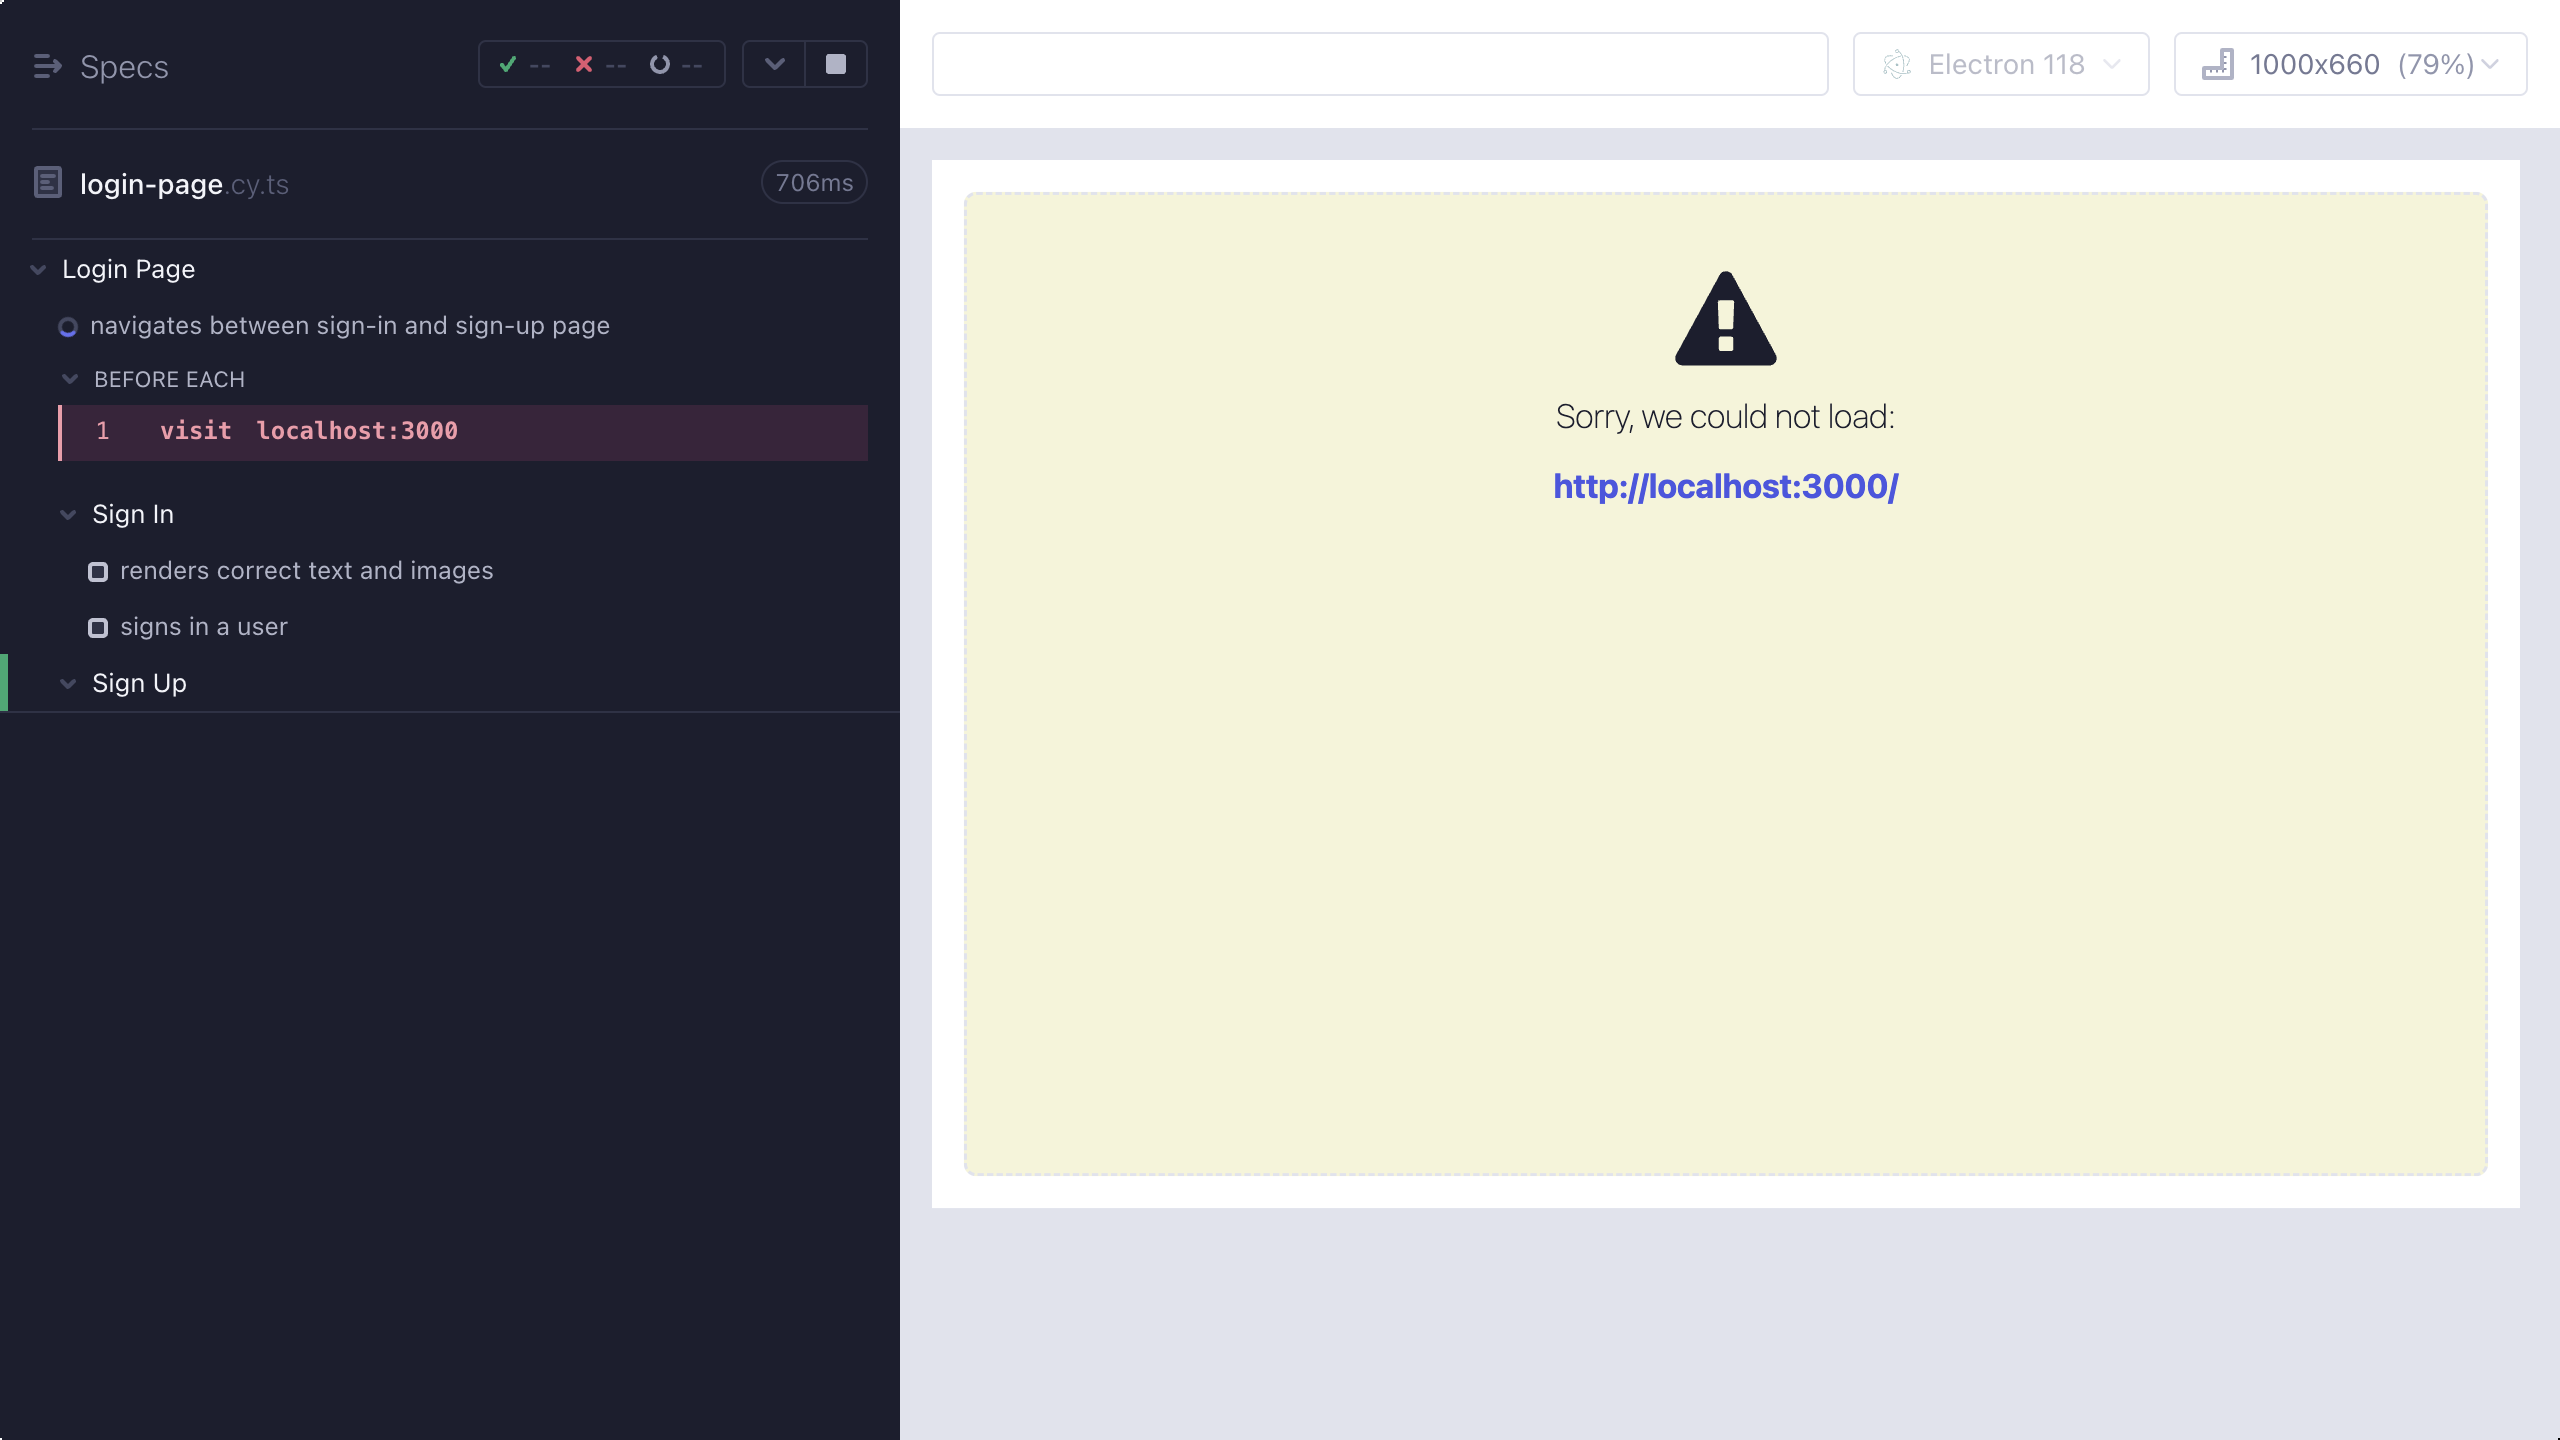 Specs
-- -- --
Electron 118
1000x660 (79%)
login-page.cy.ts
706ms
Login Page
navigates between sign-in and sign-up page
BEFORE EACH
1 visit localhost:3000
Sign In
renders correct text and images
signs in a user
Sign Up
Sorry, we could not load:
http://localhost:3000/